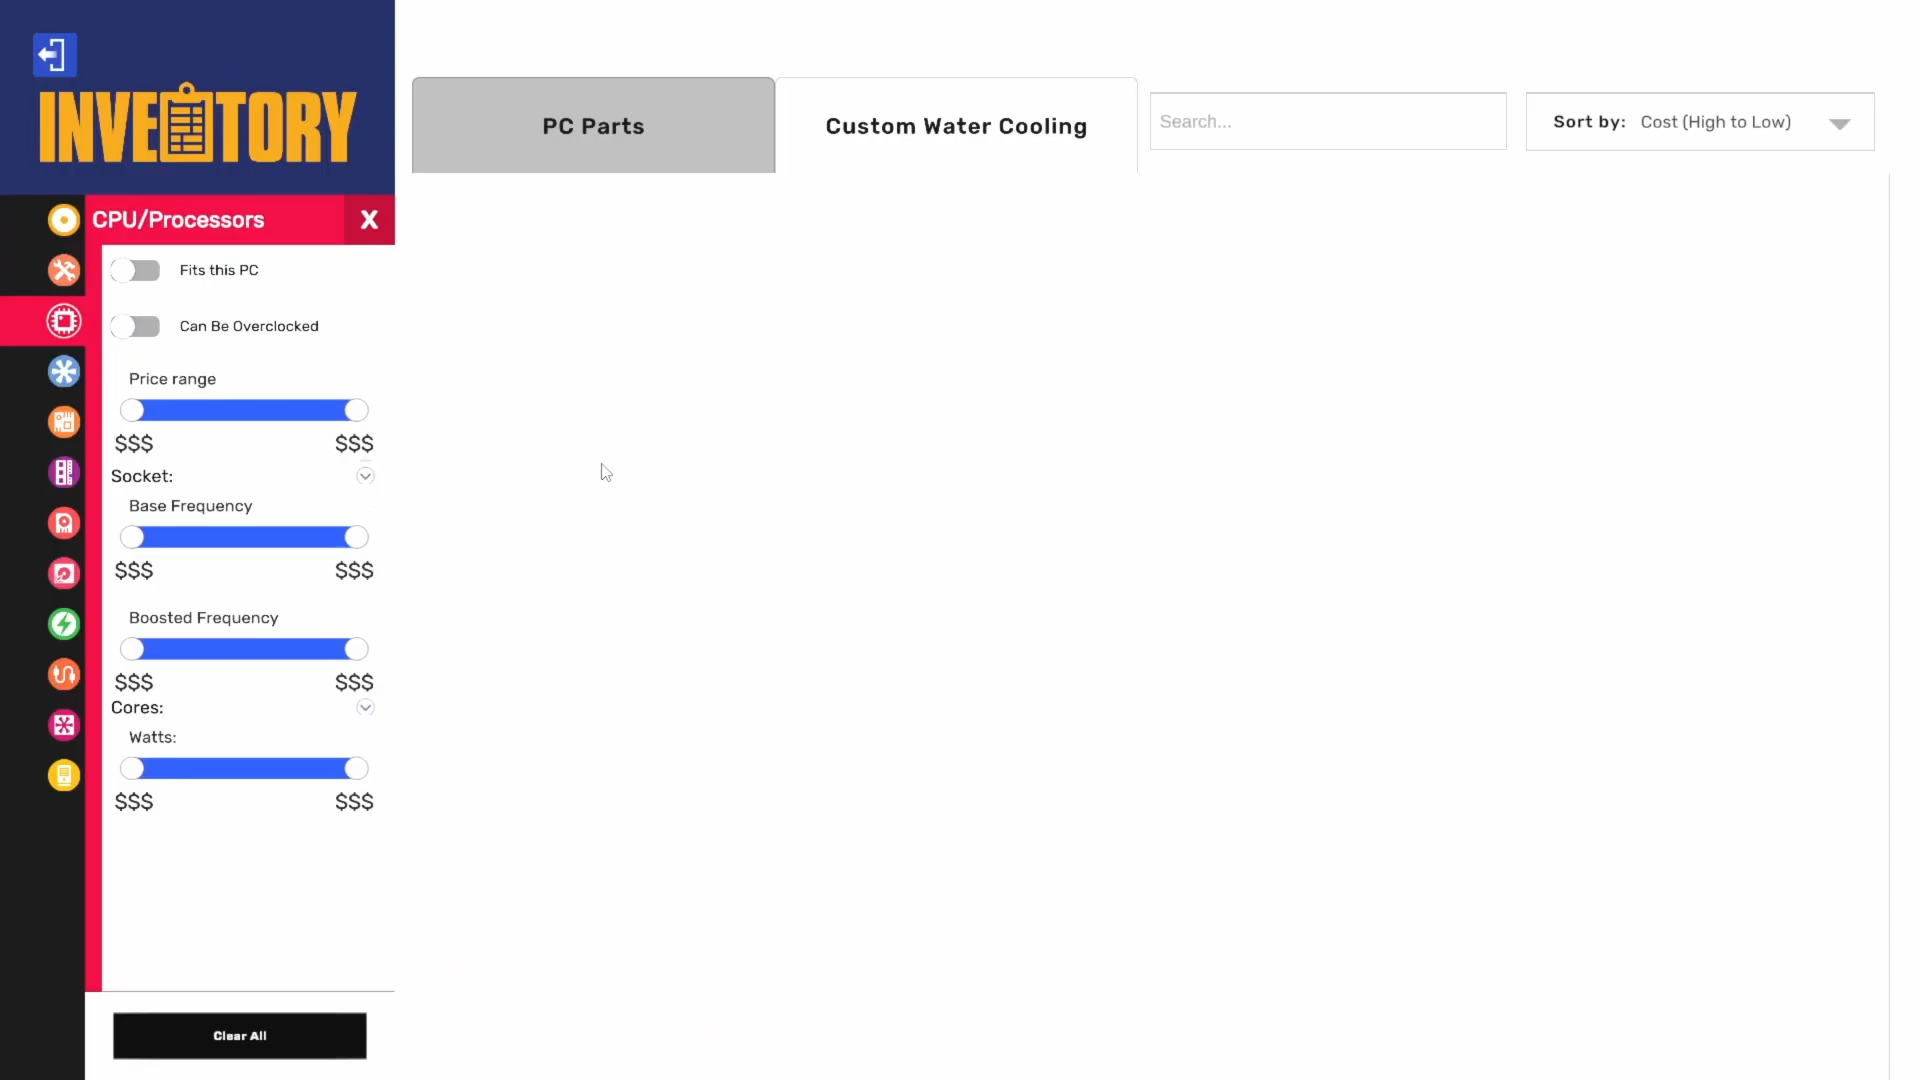 INVENTORY
PC Parts
Custom Water Cooling
Search...
Sort by: Cost (High to Low)
CPU/Processors
X
Fits this PC
Can Be Overclocked
Price range
$$$ $$$
Socket:
Base Frequency
$$$ $$$
Boosted Frequency
$$$ $$$
Cores:
Watts:
$$$ $$$
Clear All